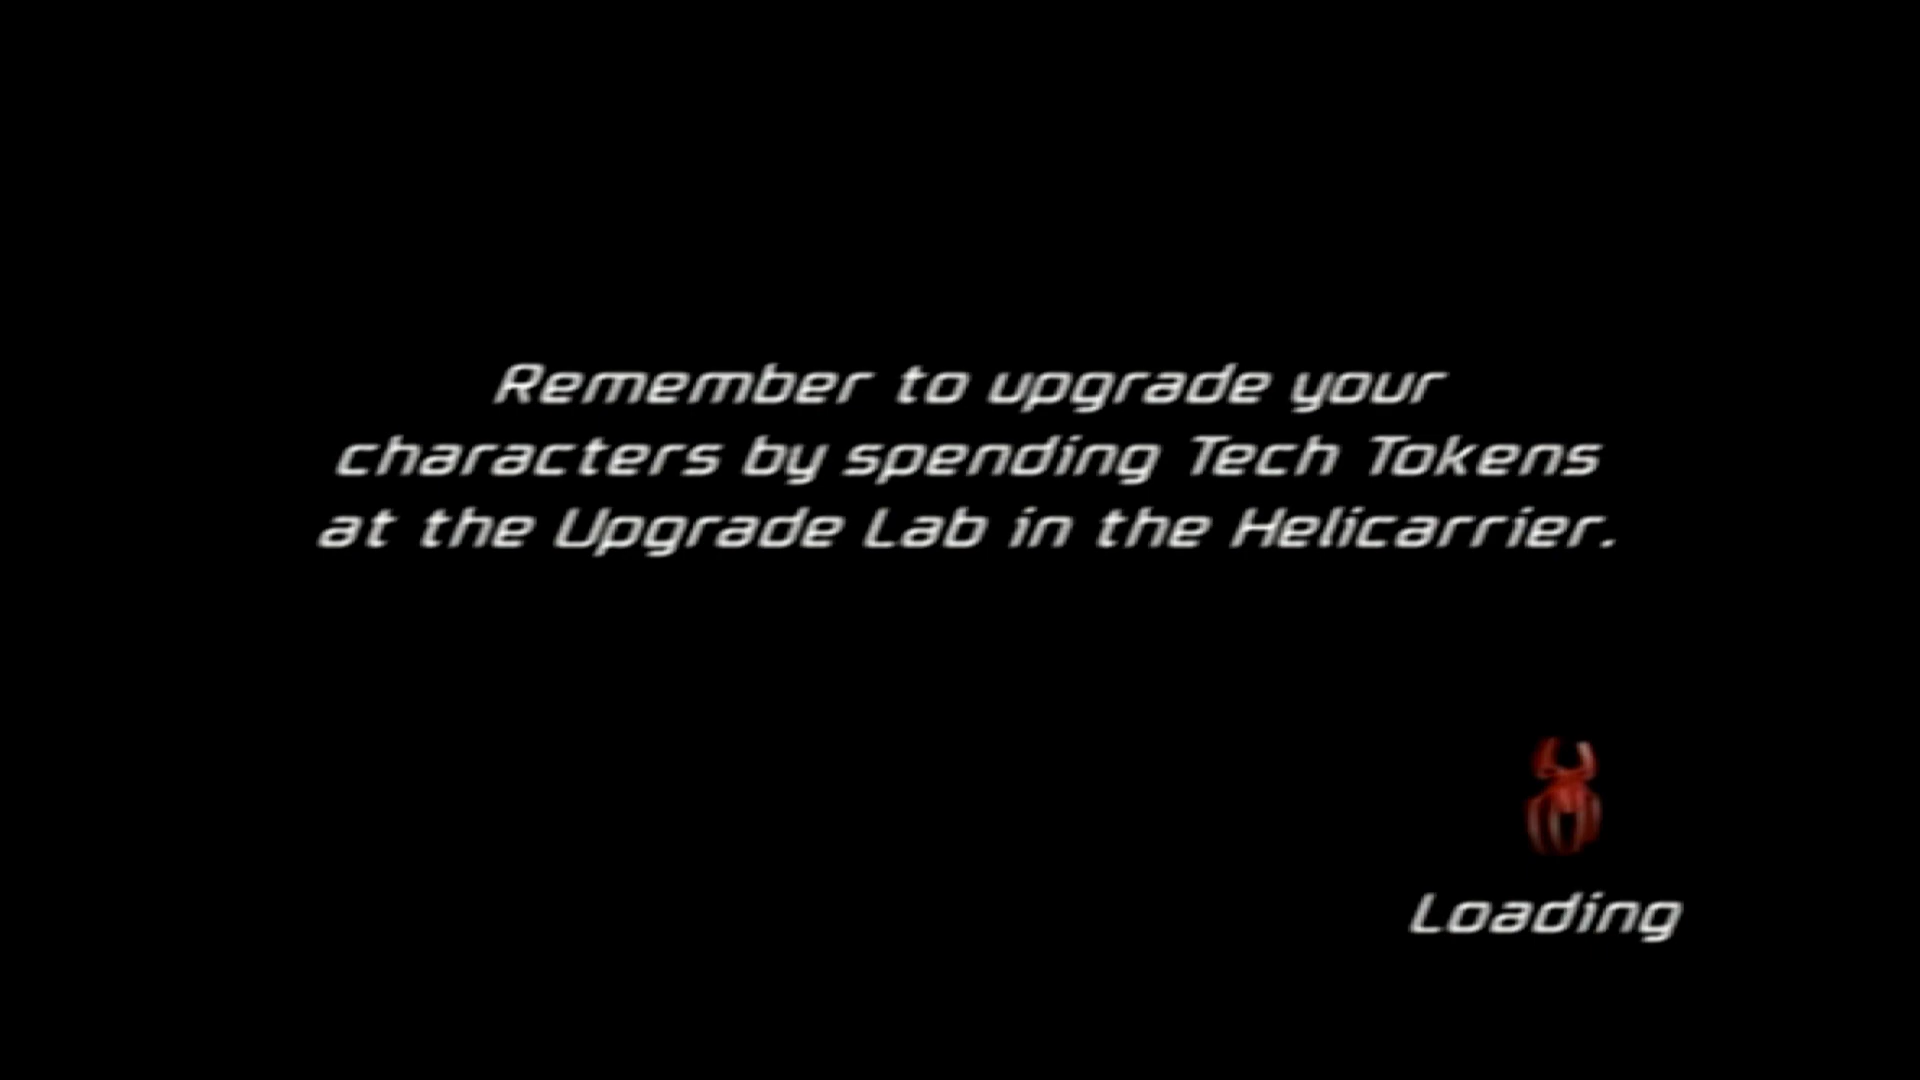 Remember to upgrade your
characters by spending Tech Tokens
at the Upgrade Lab in the Helicarrier.
Loading